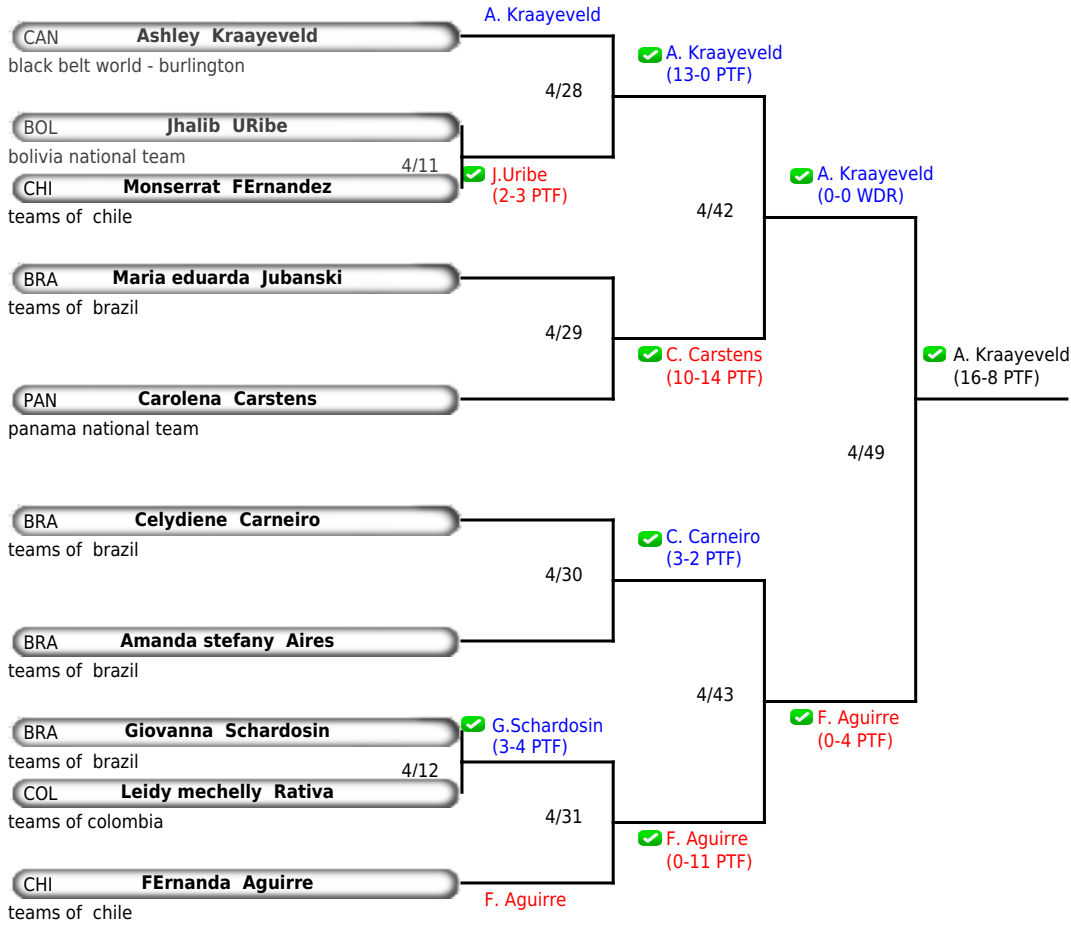 A. Kraayeveld
CAN Ashley Kraayeveld
black belt world - burlington
4/28
A. Kraayeveld
(13-0 PTF)
BOL Jhalib URibe
bolivia national team
4/11
J.Uribe
(2-3 PTF)
CHI Monserrat FErnandez
teams of chile
4/42
A. Kraayeveld
(0-0 WDR)
BRA Maria eduarda Jubanski
teams of brazil
4/29
C. Carstens
(10-14 PTF)
PAN Carolena Carstens
panama national team
A. Kraayeveld
(16-8 PTF)
4/49
BRA Celydiene Carneiro
teams of brazil
4/30
C. Carneiro
(3-2 PTF)
BRA Amanda stefany Aires
teams of brazil
4/43
F. Aguirre
(0-4 PTF)
BRA Giovanna Schardosin
teams of brazil
4/12
G.Schardosin
(3-4 PTF)
COL Leidy mechelly Rativa
teams of colombia
4/31
F. Aguirre
(0-11 PTF)
CHI FErnanda Aguirre
teams of chile
F. Aguirre